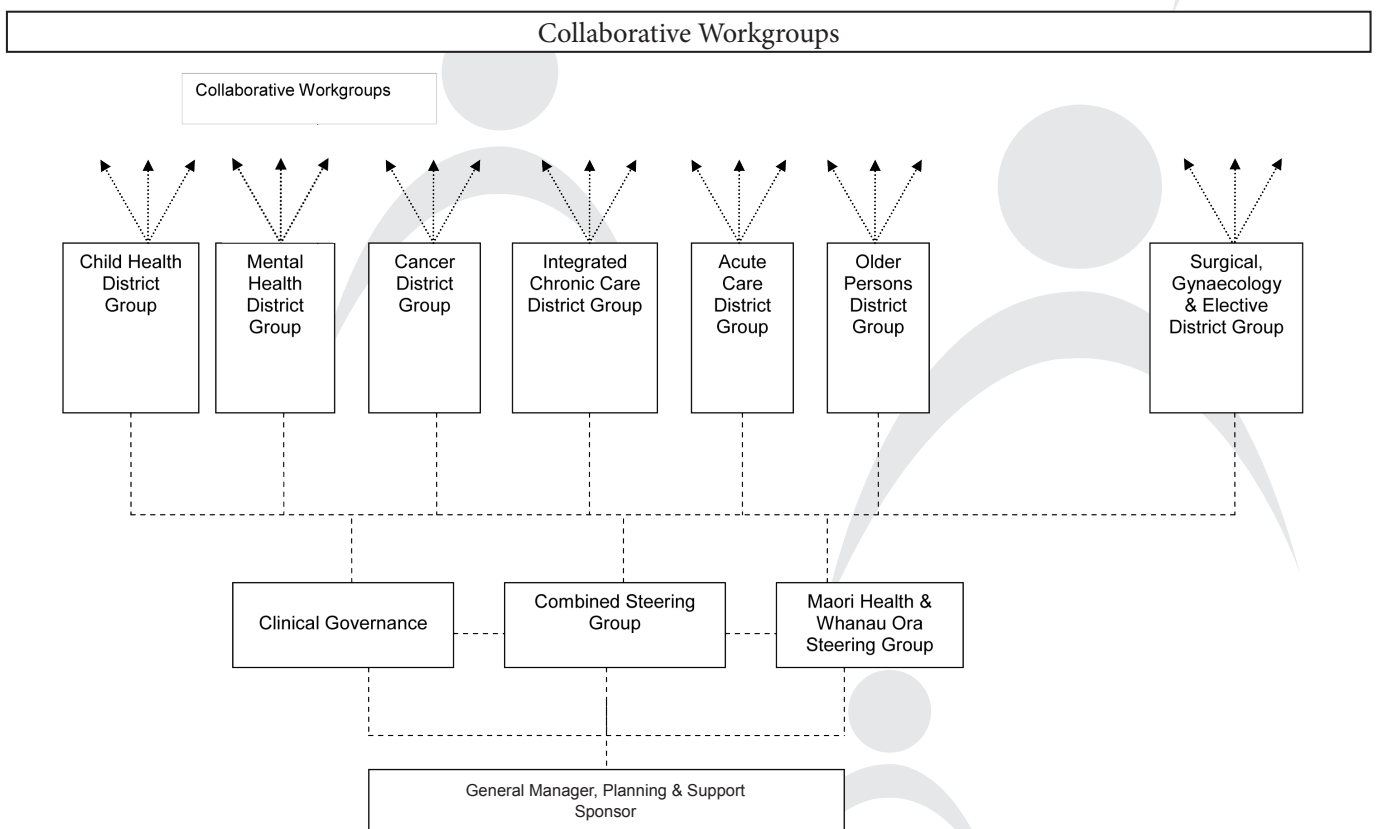 Collaborative Workgroups
Collaborative Workgroups
Child Health
District
Group
Mental
Health
District
Group
Cancer
District
Group
Integrated
Chronic Care
District Group
Acute
Care
District
Group
Older
Persons
District
Group
Surgical,
Gynaecology
& Elective
District Group
Clinical Governance
Combined Steering
Group
Maori Health &
Whanau Ora
Steering Group
General Manager, Planning & Support
Sponsor